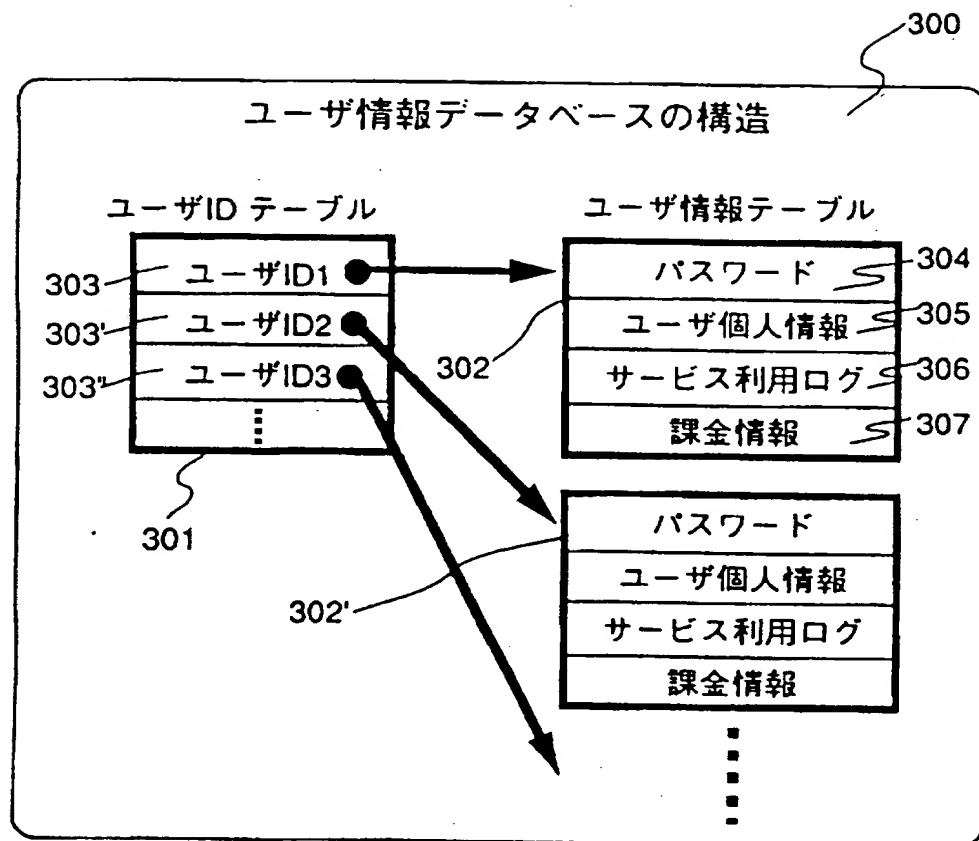 300
ユーザ情報データベースの構造
ユーザID テーブル
303 ユーザID1
303' ユーザID2
303" ユーザID3
301
ユーザ情報テーブル
パスワード 304
302 ユーザ個人情報 305
サービス利用ログ 306
課金情報 307
302'
パスワード
ユーザ個人情報
サービス利用ログ
課金情報